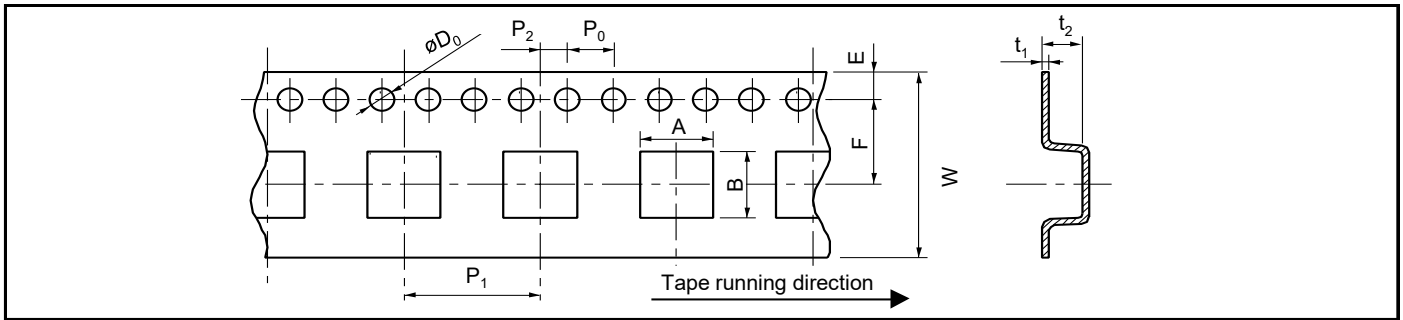 øD₀
P₂
P₀
E
t₁
t₂
A
B
F
W
P₁
Tape running direction